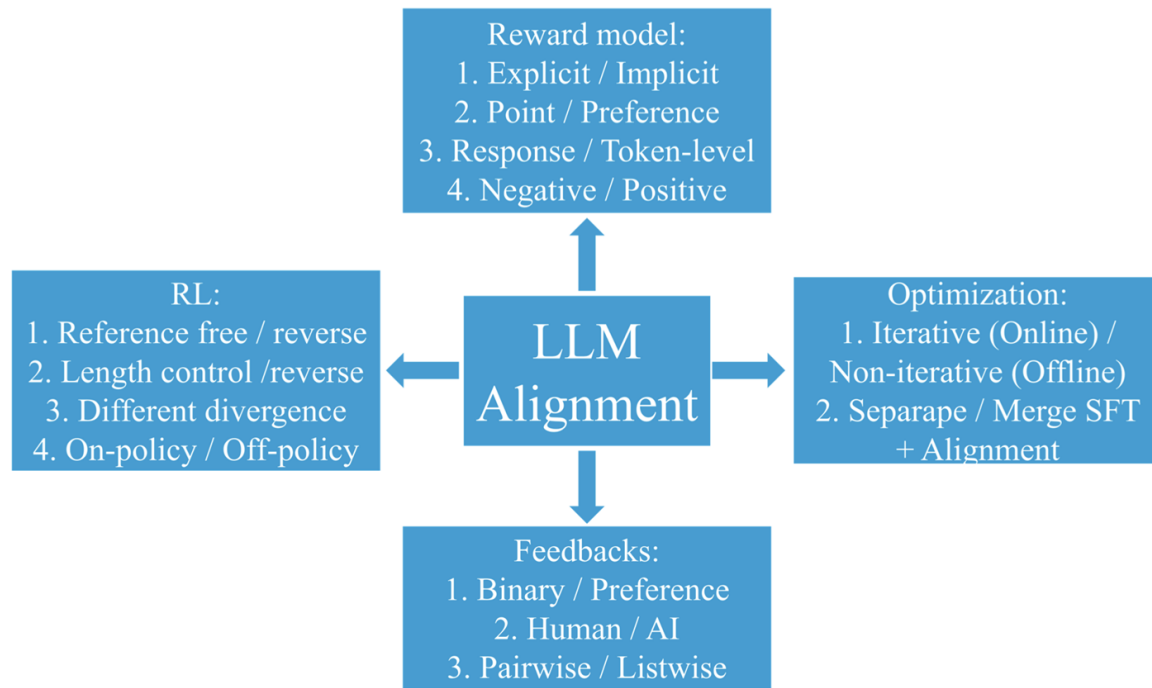 Reward model:
1. Explicit / Implicit
2. Point / Preference
3. Response / Token-level
4. Negative / Positive
RL:
1. Reference free / reverse
2. Length control /reverse
3. Different divergence
4. On-policy / Off-policy
LLM
Alignment
Optimization:
1. Iterative (Online) /
Non-iterative (Offline)
2. Separape / Merge SFT
+ Alignment
Feedbacks:
1. Binary / Preference
2. Human / AI
3. Pairwise / Listwise